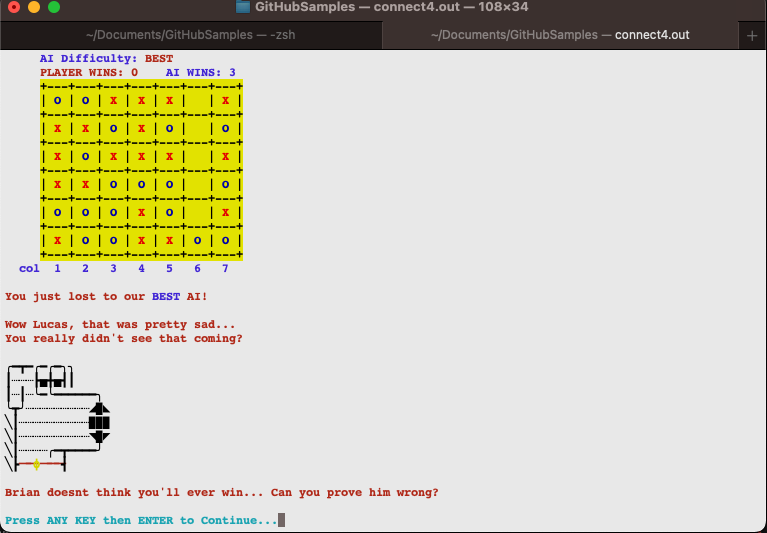 GitHubSamples — connect4.out — 108×34
~/Documents/GitHubSamples — -zsh
~/Documents/GitHubSamples — connect4.out
+
AI Difficulty: BEST
PLAYER WINS: 0    AI WINS: 3
+---+---+---+---+---+---+---+
| O | O | X | X | X |   | X |
+---+---+---+---+---+---+---+
| X | X | O | X | O |   | O |
+---+---+---+---+---+---+---+
| X | O | X | X | X |   | X |
+---+---+---+---+---+---+---+
| X | X | O | O | O |   | O |
+---+---+---+---+---+---+---+
| O | O | O | X | O |   | X |
+---+---+---+---+---+---+---+
| X | O | O | X | X | O | O |
+---+---+---+---+---+---+---+
col 1 2 3 4 5 6 7
You just lost to our BEST AI!
Wow Lucas, that was pretty sad...
You really didn't see that coming?
Brian doesnt think you'll ever win... Can you prove him wrong?
Press ANY KEY then ENTER to Continue...